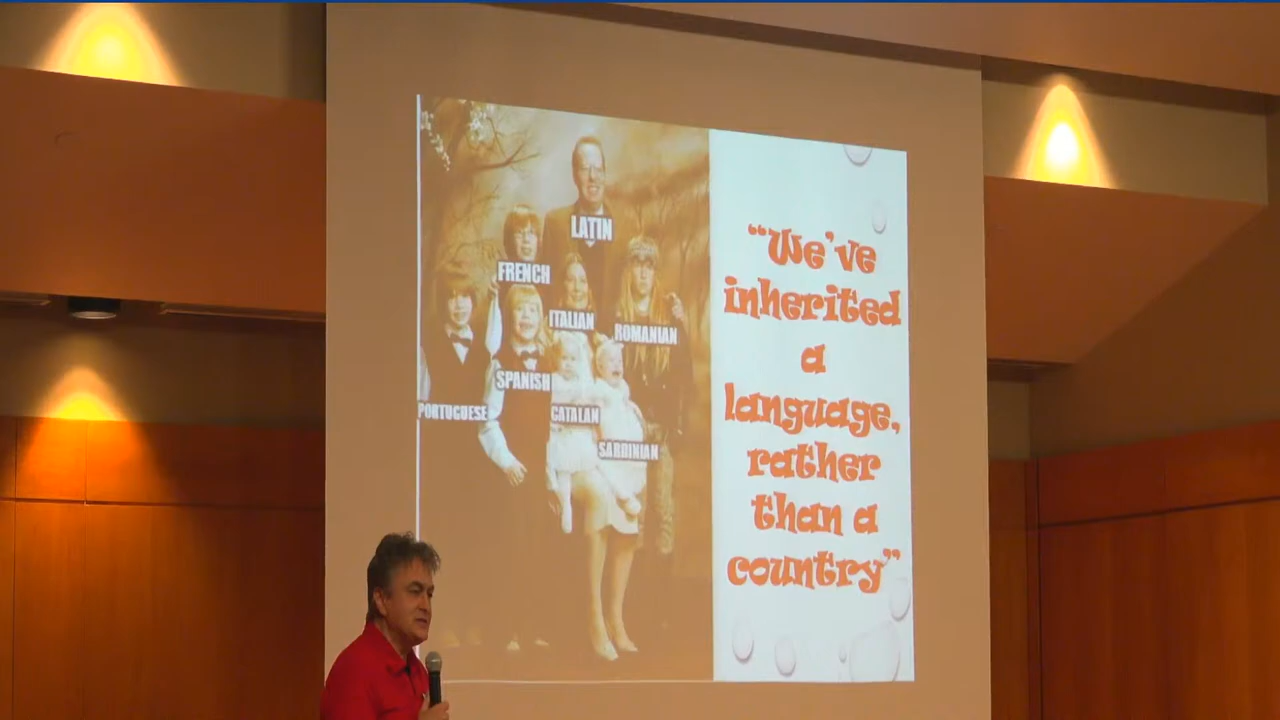 LATIN
FRENCH
ITALIAN
ROMANIAN
SPANISH
PORTUGUESE
CATALAN
SARDINIAN
“We’ve
inherited
a
language,
rather
than a
country”